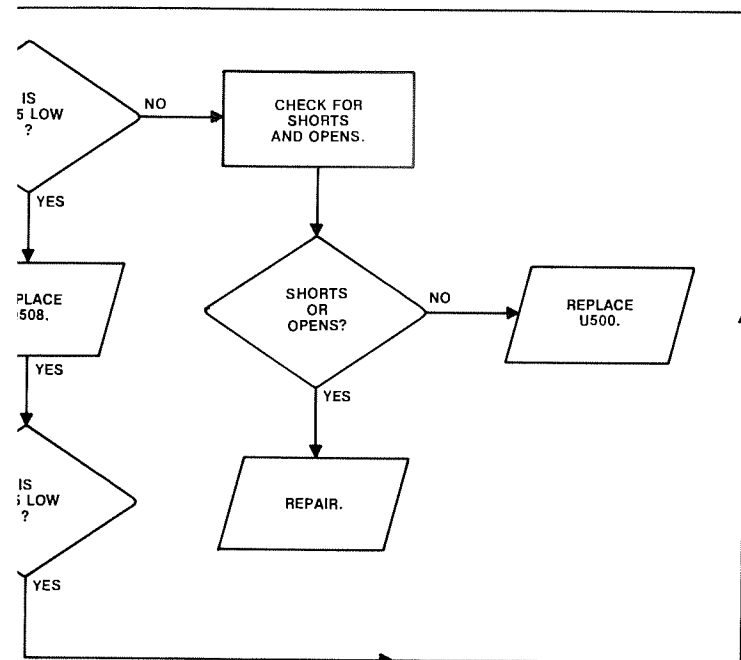 IS
5 LOW
?
NO
CHECK FOR
SHORTS
AND OPENS.
YES
PLACE
508.
SHORTS
OR
OPENS?
NO
REPLACE
U500.
YES
YES
IS
LOW
?
REPAIR.
YES